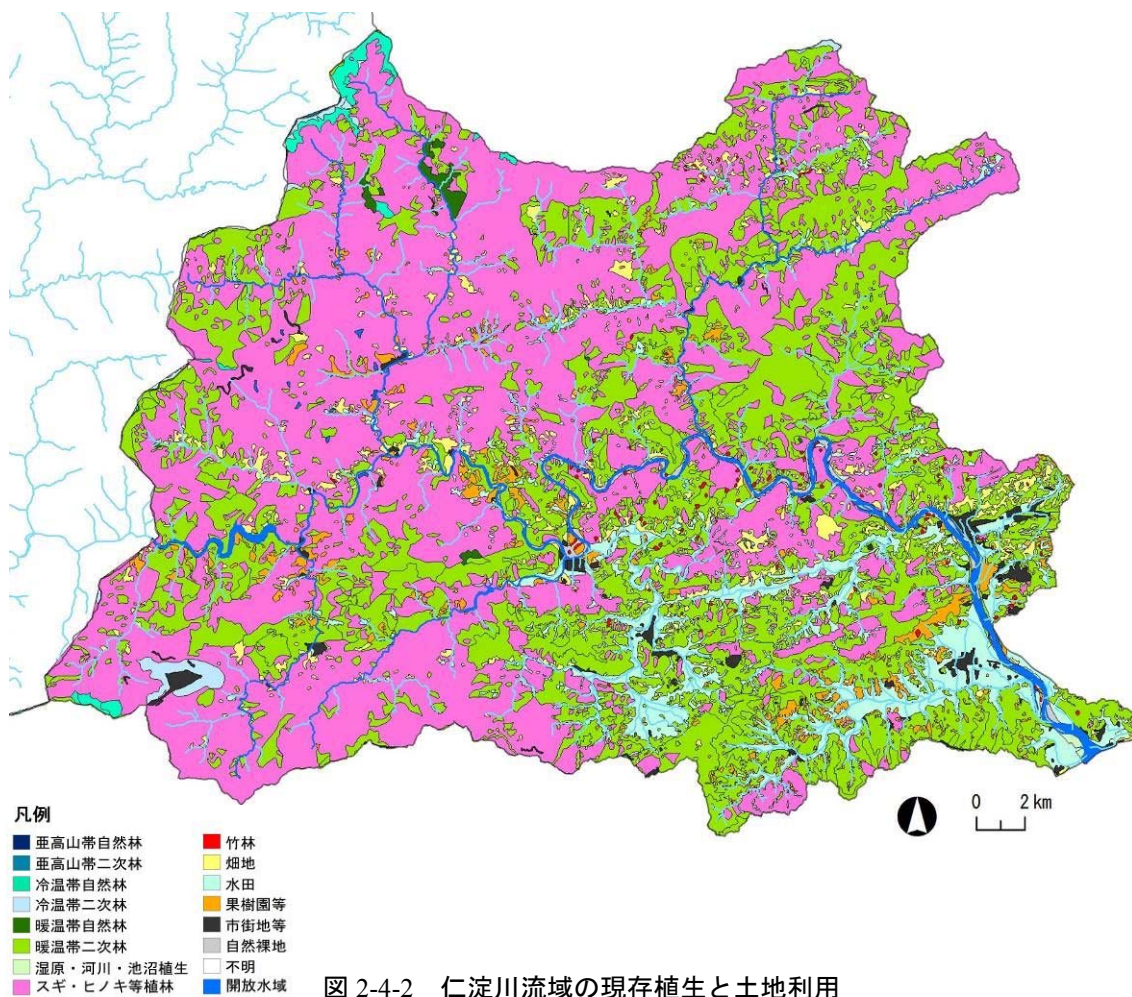 0 2 km
凡例
亜高山帯自然林
亜高山帯二次林
冷温帯自然林
冷温帯二次林
暖温帯自然林
暖温帯二次林
湿原・河川・池沼植生
スギ・ヒノキ等植林
竹林
畑地
水田
果樹園等
市街地等
自然裸地
不明
開放水域
図 2-4-2 仁淀川流域の現存植生と土地利用